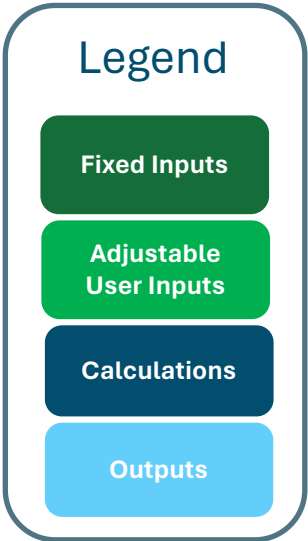 Legend
Fixed Inputs
Adjustable
User Inputs
Calculations
Outputs